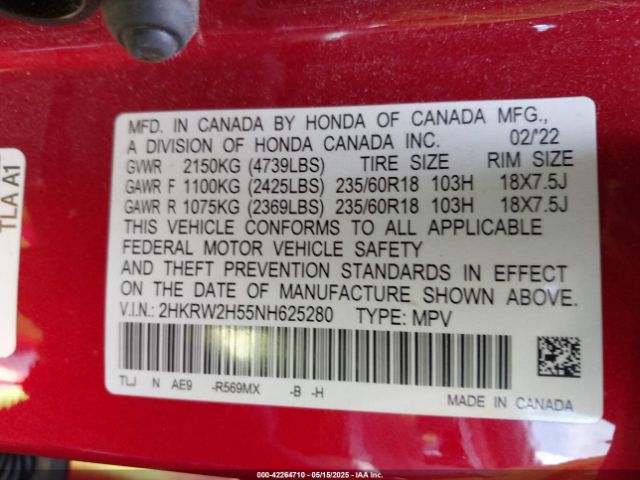 MFD. IN CANADA BY HONDA OF CANADA MFG.,
A DIVISION OF HONDA CANADA INC. 02/'22
GVWR 2150KG (4739LBS) TIRE SIZE RIM SIZE
GAWR F 1100KG (2425LBS) 235/60R18 103H 18X7.5J
GAWR R 1075KG (2369LBS) 235/60R18 103H 18X7.5J
THIS VEHICLE CONFORMS TO ALL APPLICABLE
FEDERAL MOTOR VEHICLE SAFETY
AND THEFT PREVENTION STANDARDS IN EFFECT
ON THE DATE OF MANUFACTURE SHOWN ABOVE.
V.I.N.: 2HKRW2H55NH625280 TYPE: MPV
TLJ N AE9 -R569MX -B -H
MADE IN CANADA
TLA A1
000-42264710 - 05/15/2025 - IAA Inc.